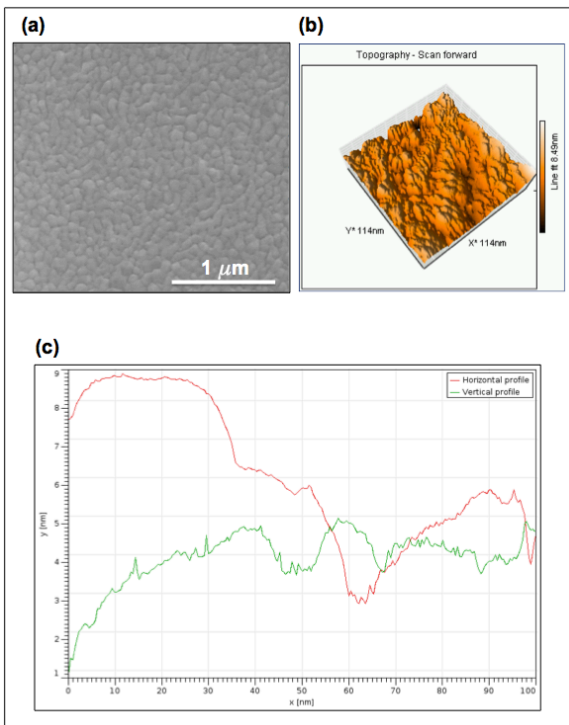 (a)
(b)
1 μm
Topography - Scan forward
Y* 114nm
X* 114nm
Line fit 8.49nm
(c)
Horizontal profile
Vertical profile
9
8
7
6
5
4
3
2
1
y [nm]
0 10 20 30 40 50 60 70 80 90 100
x [nm]